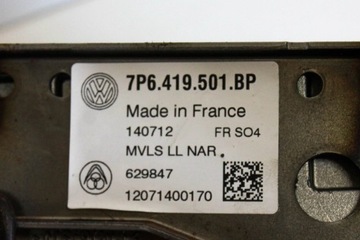 7P6.419.501.BP
Made in France
140712 FR SO4
MVLS LL NAR.
629847
12071400170